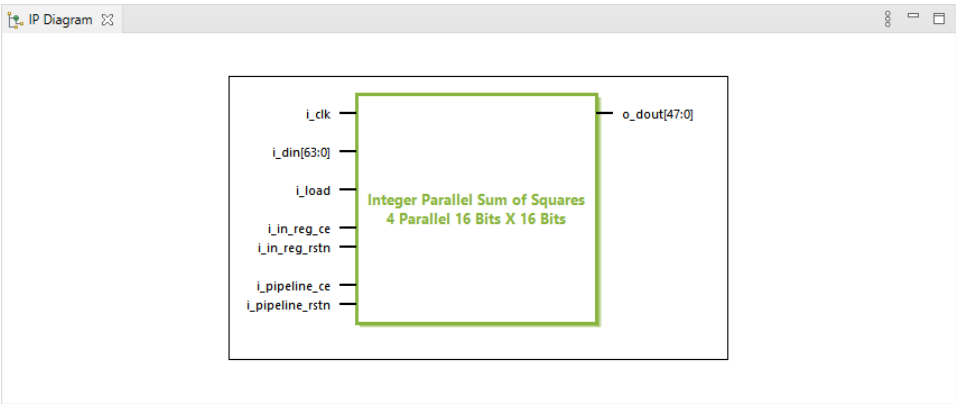 IP Diagram
i_clk
o_dout[47:0]
i_din[63:0]
i_load
Integer Parallel Sum of Squares
4 Parallel 16 Bits X 16 Bits
i_in_reg_ce
i_in_reg_rstn
i_pipeline_ce
i_pipeline_rstn